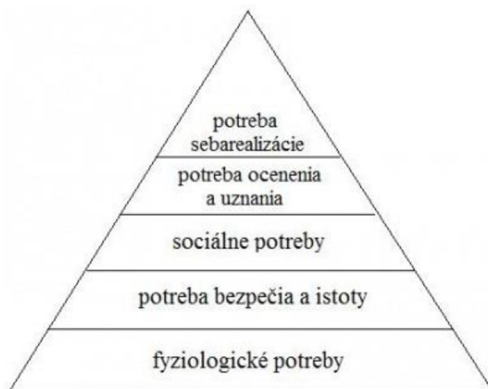 potreba
sebarealizácie
potreba ocenenia
a uznania
sociálne potreby
potreba bezpečia a istoty
fyziologické potreby